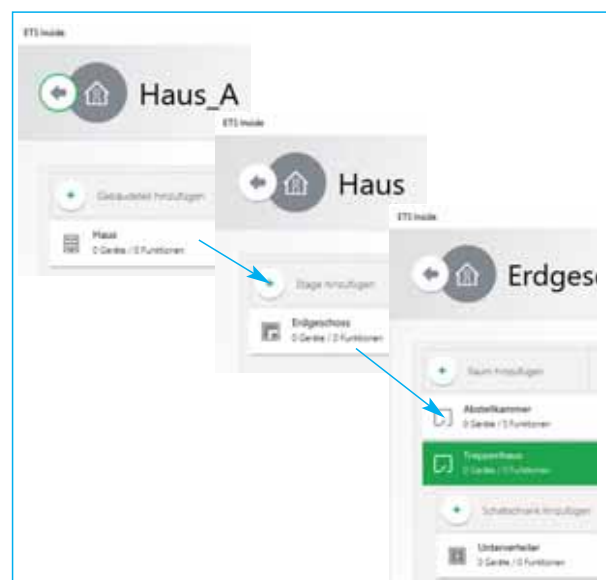 ETS Inside
Haus_A
Gebäudeteil hinzufügen
Haus
0 Geräte / 0 Funktionen
ETS Inside
Haus
Etage hinzufügen
Erdgeschoss
0 Geräte / 0 Funktionen
ETS Inside
Erdgesc
Raum hinzufügen
Abstellkammer
0 Geräte / 0 Funktionen
Treppenhaus
0 Geräte / 0 Funktionen
Schaltschrank hinzufügen
Unterverteiler
0 Geräte / 0 Funktionen